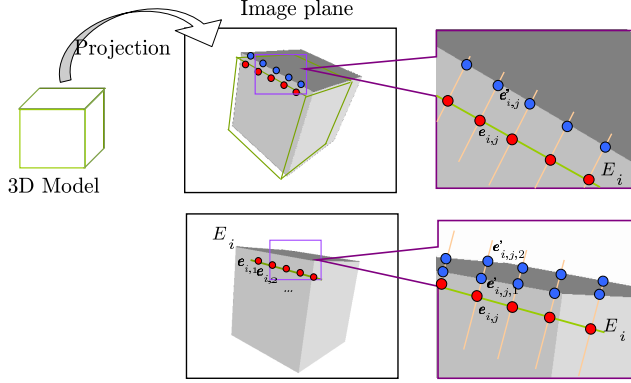 Image plane
Projection
3D Model
e'i,j
ei,j
Ei
Ei
ei,1
ei,2
...
e'i,j,2
e'i,j,1
ei,j
Ei